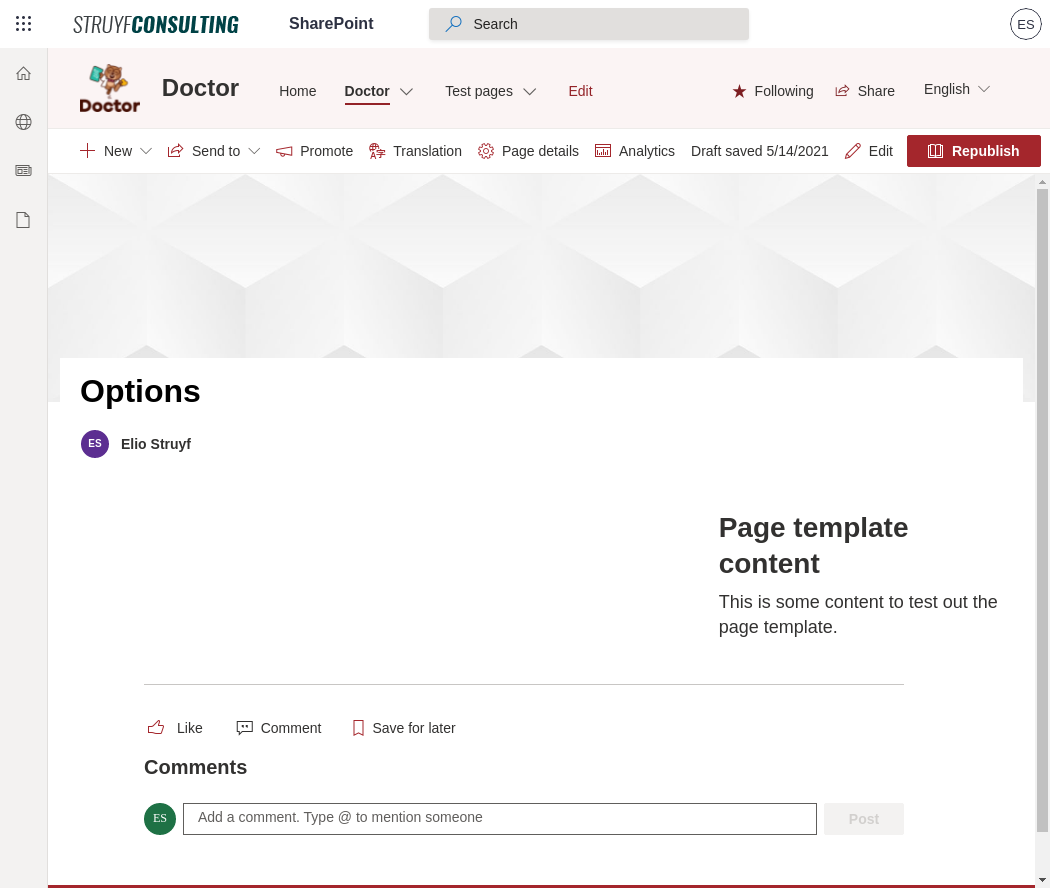 STRUYFCONSULTING SharePoint Search ES
Doctor Doctor Home Doctor Test pages Edit Following Share English
New Send to Promote Translation Page details Analytics Draft saved 5/14/2021 Edit Republish
Options
ES Elio Struyf
Page template
content
This is some content to test out the
page template.
Like Comment Save for later
Comments
ES Add a comment. Type @ to mention someone Post